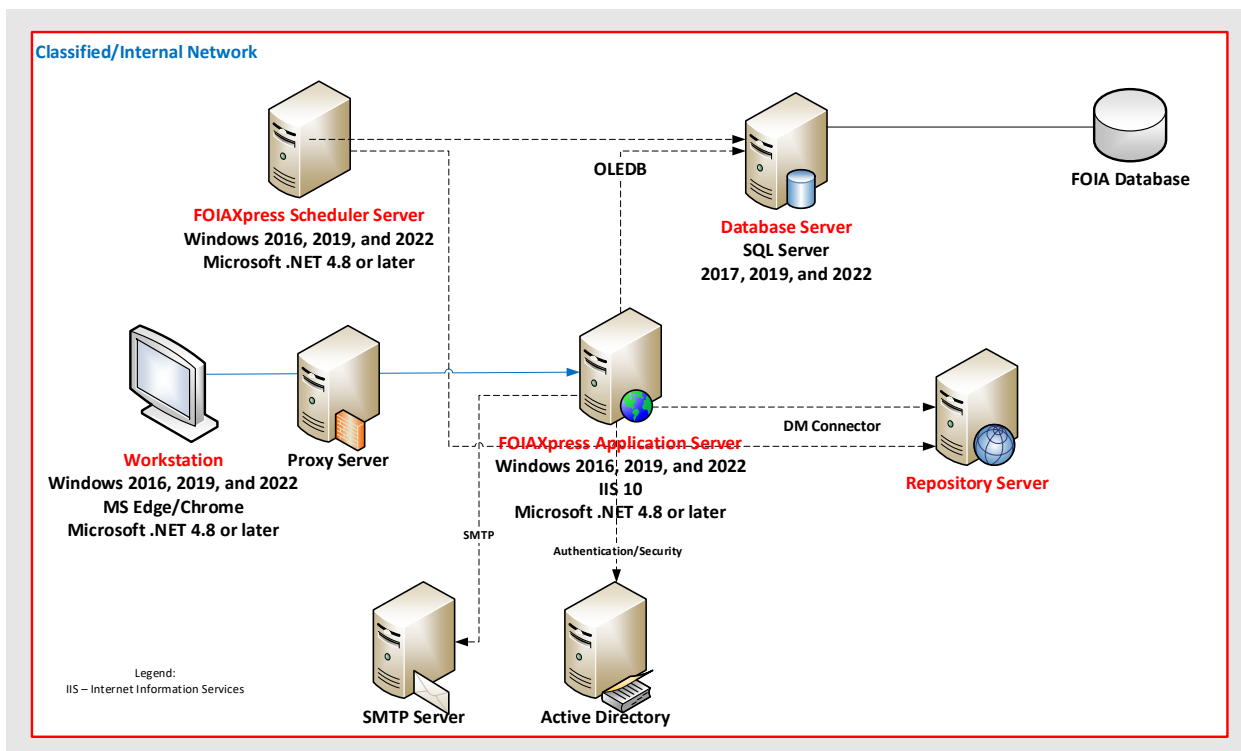 Classified/Internal Network
OLEDB
FOIA Database
FOIAXpress Scheduler Server
Windows 2016, 2019, and 2022
Microsoft .NET 4.8 or later
Database Server
SQL Server
2017, 2019, and 2022
DM Connector
Workstation
Windows 2016, 2019, and 2022
MS Edge/Chrome
Microsoft .NET 4.8 or later
Proxy Server
FOIAXpress Application Server
Windows 2016, 2019, and 2022
IIS 10
Microsoft .NET 4.8 or later
Repository Server
SMTP
Authentication/Security
Legend:
IIS – Internet Information Services
SMTP Server
Active Directory